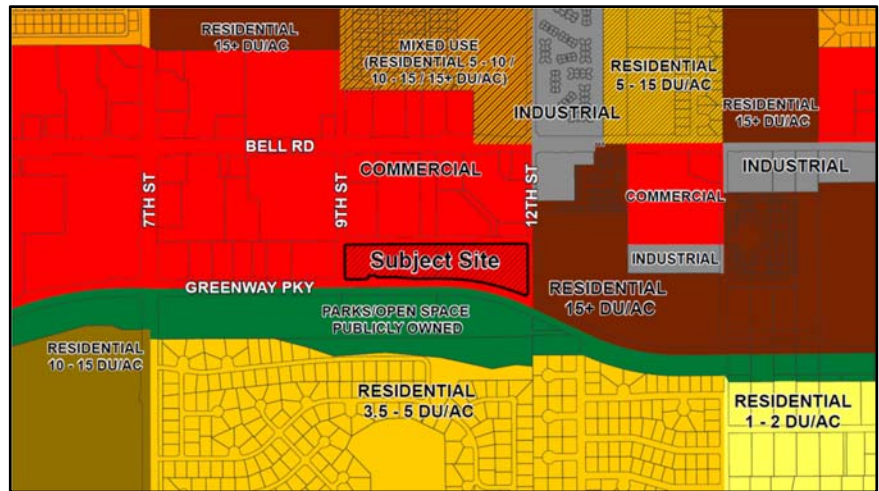 RESIDENTIAL
15+ DU/AC
MIXED USE
(RESIDENTIAL 5 - 10 /
10 - 15 / 15+ DU/AC)
RESIDENTIAL
5 - 15 DU/AC
INDUSTRIAL
RESIDENTIAL
15+ DU/AC
BELL RD
COMMERCIAL
INDUSTRIAL
7TH ST
9TH ST
12TH ST
COMMERCIAL
Subject Site
INDUSTRIAL
GREENWAY PKY
RESIDENTIAL
15+ DU/AC
PARKS/OPEN SPACE
PUBLICLY OWNED
RESIDENTIAL
10 - 15 DU/AC
RESIDENTIAL
3.5 - 5 DU/AC
RESIDENTIAL
1 - 2 DU/AC